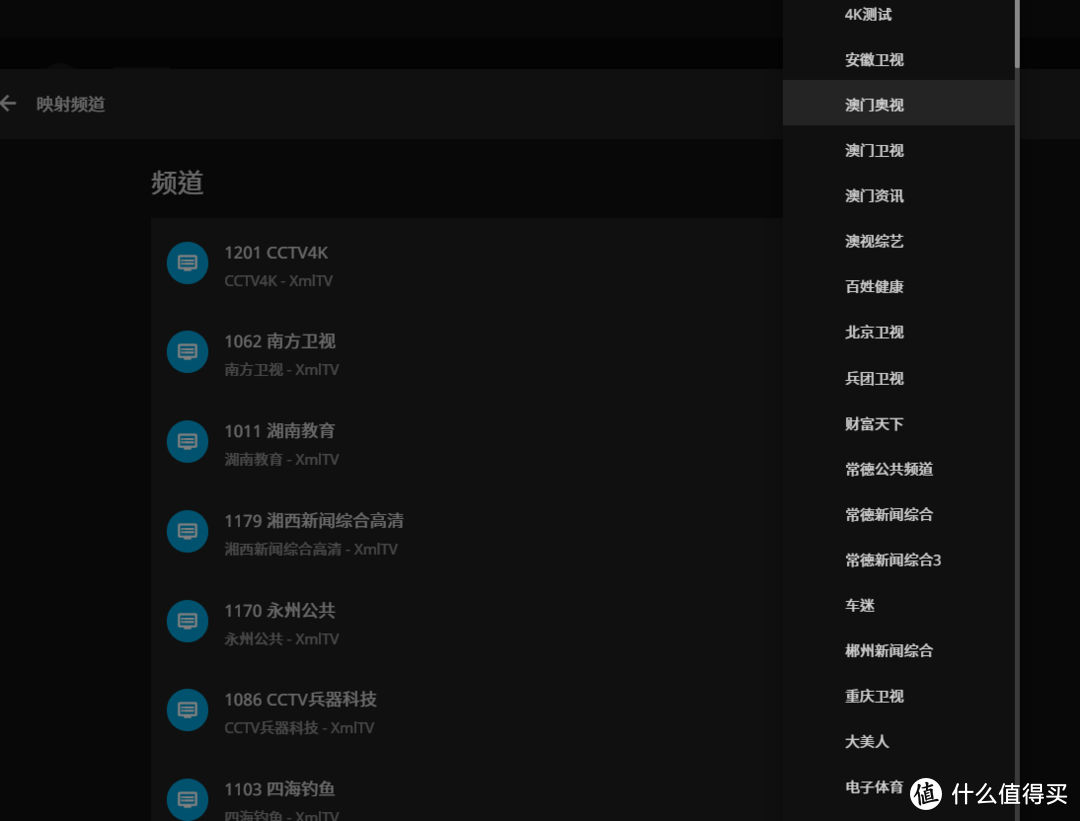 映射频道
频道
1201 CCTV4K
CCTV4K - XmlTV
1062 南方卫视
南方卫视 - XmlTV
1011 湖南教育
湖南教育 - XmlTV
1179 湘西新闻综合高清
湘西新闻综合高清 - XmlTV
1170 永州公共
永州公共 - XmlTV
1086 CCTV兵器科技
CCTV兵器科技 - XmlTV
1103 四海钓鱼
四海钓鱼 - XmlTV
4K测试
安徽卫视
澳门奥视
澳门卫视
澳门资讯
澳视综艺
百姓健康
北京卫视
兵团卫视
财富天下
常德公共频道
常德新闻综合
常德新闻综合3
车迷
郴州新闻综合
重庆卫视
大美人
电子体育
值 什么值得买